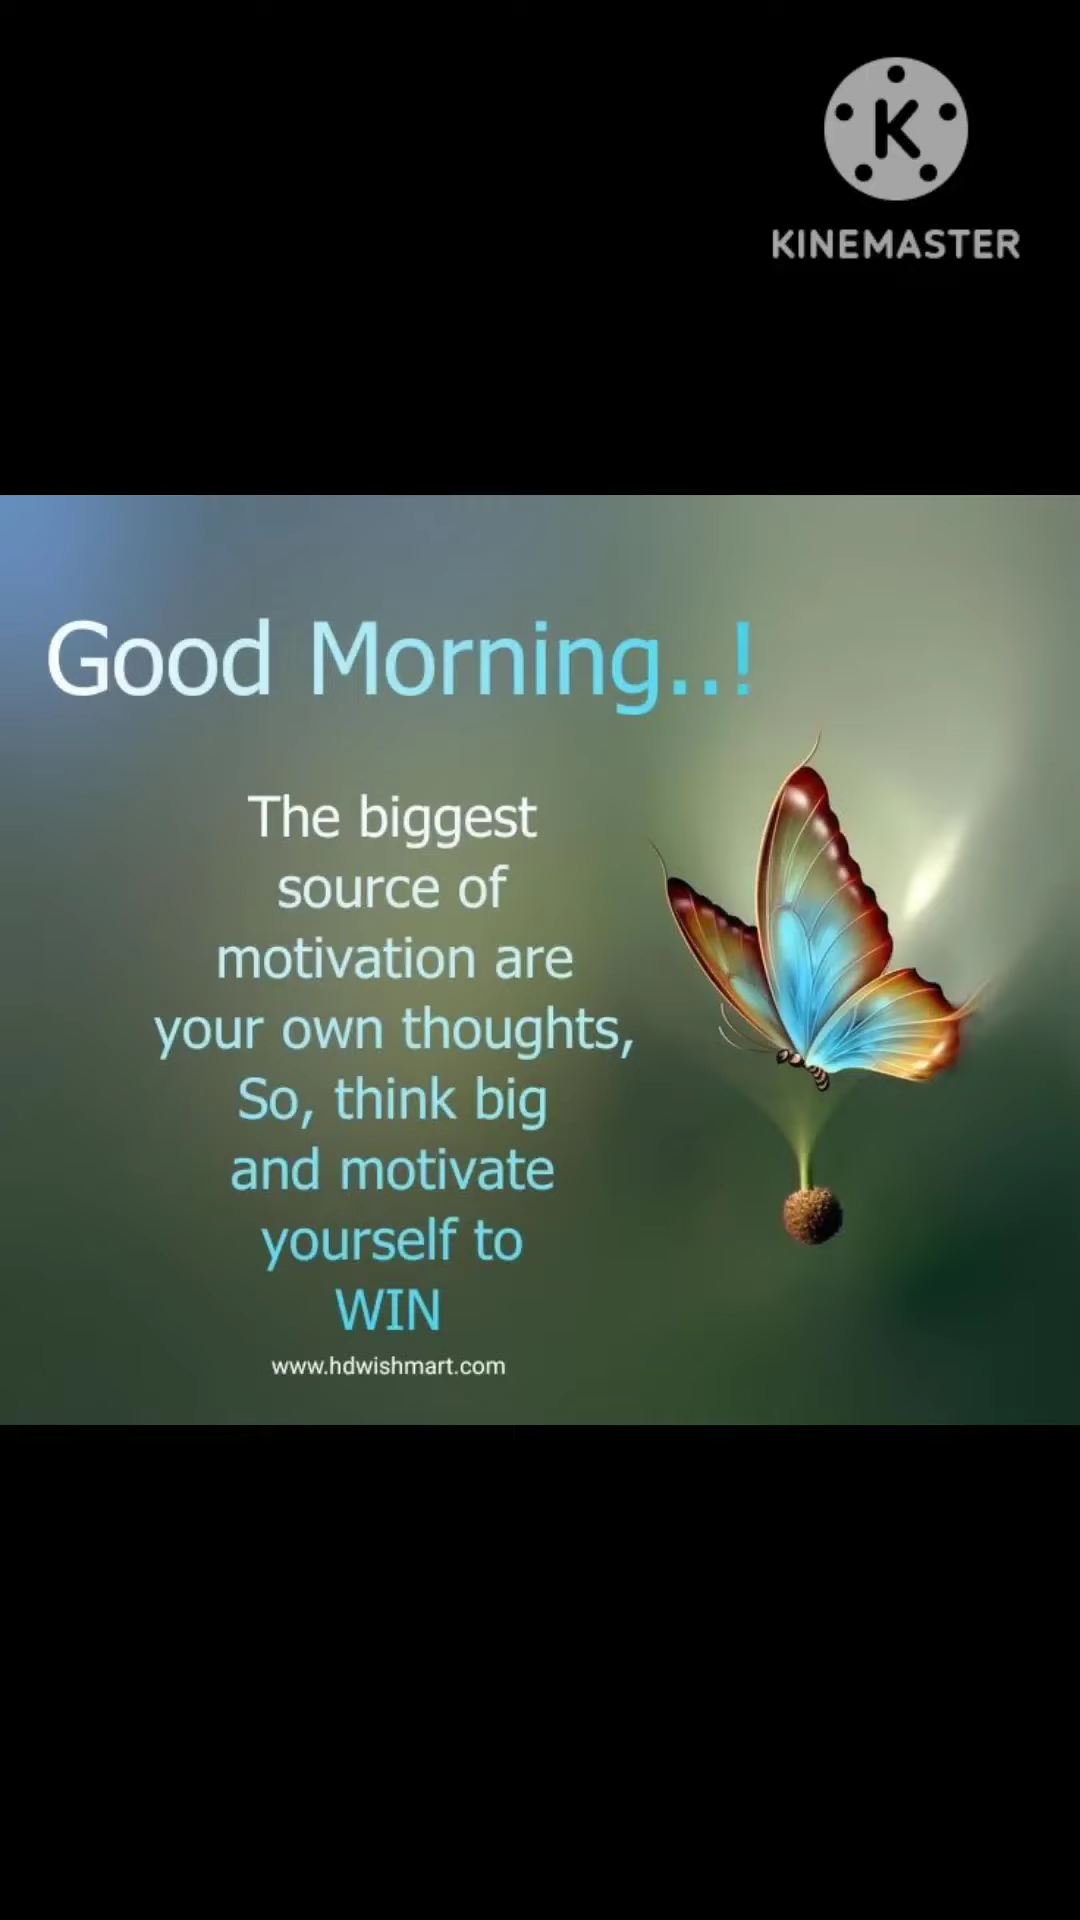 KINEMASTER
Good Morning..!
The biggest
source of
motivation are
your own thoughts,
So, think big
and motivate
yourself to
WIN
www.hdwishmart.com